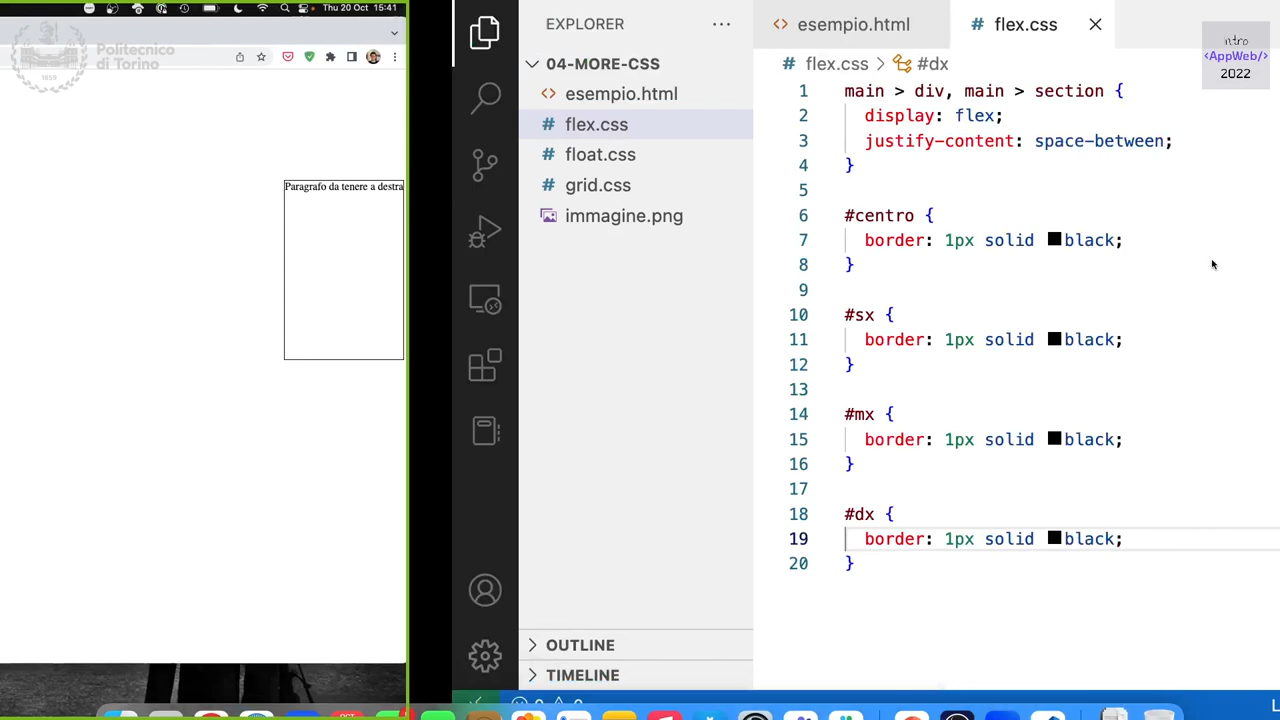 Thu 20 Oct 15:41
Politecnico
di Torino
1859
Paragrafo da tenere a destra
EXPLORER
04-MORE-CSS
esempio.html
flex.css
float.css
grid.css
immagine.png
OUTLINE
TIMELINE
esempio.html
flex.css
flex.css > #dx
1 main > div, main > section {
2 display: flex;
3 justify-content: space-between;
4 }
5
6 #centro {
7 border: 1px solid black;
8 }
9
10 #sx {
11 border: 1px solid black;
12 }
13
14 #mx {
15 border: 1px solid black;
16 }
17
18 #dx {
19 border: 1px solid black;
20 }
ntro
<AppWeb/>
2022
OCT